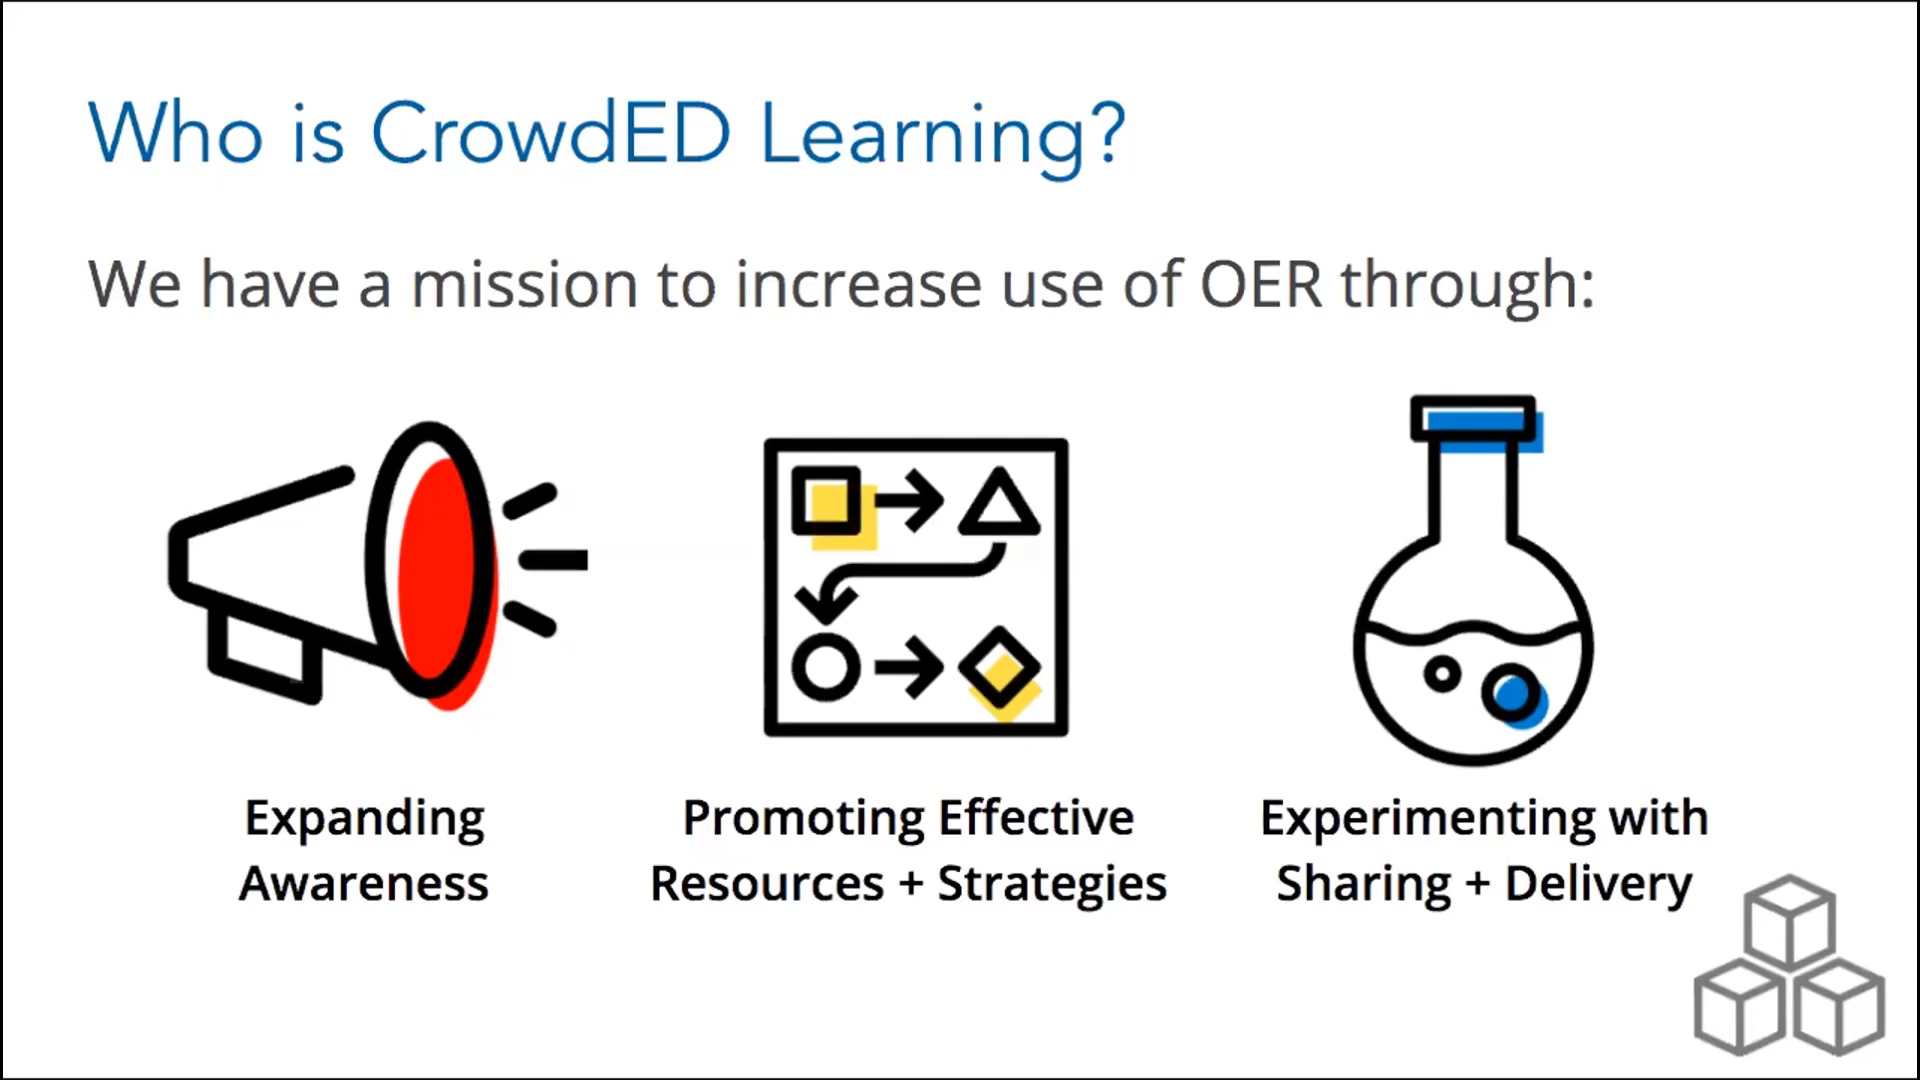 Who is CrowdED Learning?
We have a mission to increase use of OER through:
Expanding
Awareness
Promoting Effective
Resources + Strategies
Experimenting with
Sharing + Delivery